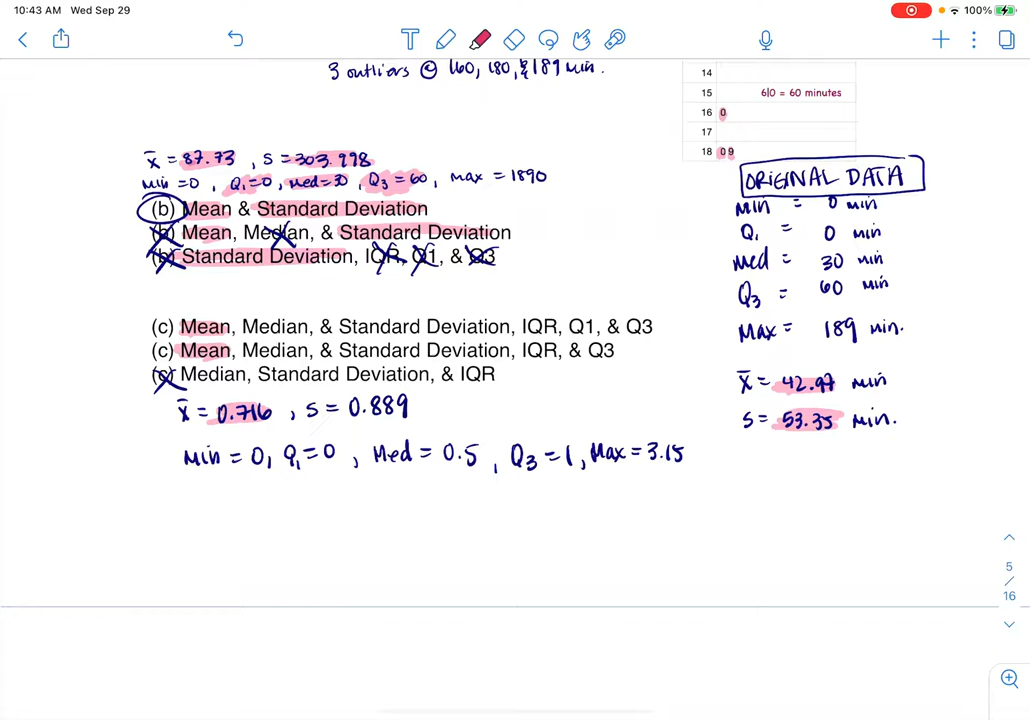 10:43 AM Wed Sep 29
100%
3 outliers @ 160, 180, & 189 min.
14
15 6|0 = 60 minutes
16 0
17
18 0 9
x̄ = 87.73 , s = 303.998
min = 0 , Q1 = 0 , med = 30 , Q3 = 60 , max = 1890
(b) Mean & Standard Deviation
(b) Mean, Median, & Standard Deviation
(b) Standard Deviation, IQR, Q1, & Q3
(c) Mean, Median, & Standard Deviation, IQR, Q1, & Q3
(c) Mean, Median, & Standard Deviation, IQR, & Q3
(c) Median, Standard Deviation, & IQR
x̄ = 0.716 , s = 0.889
Min = 0, Q1 = 0 , Med = 0.5 , Q3 = 1 , Max = 3.15
ORIGINAL DATA
Min = 0 min
Q1 = 0 min
med = 30 min
Q3 = 60 min
Max = 189 min.
x̄ = 42.97 min
s = 53.35 min.
5
/
16